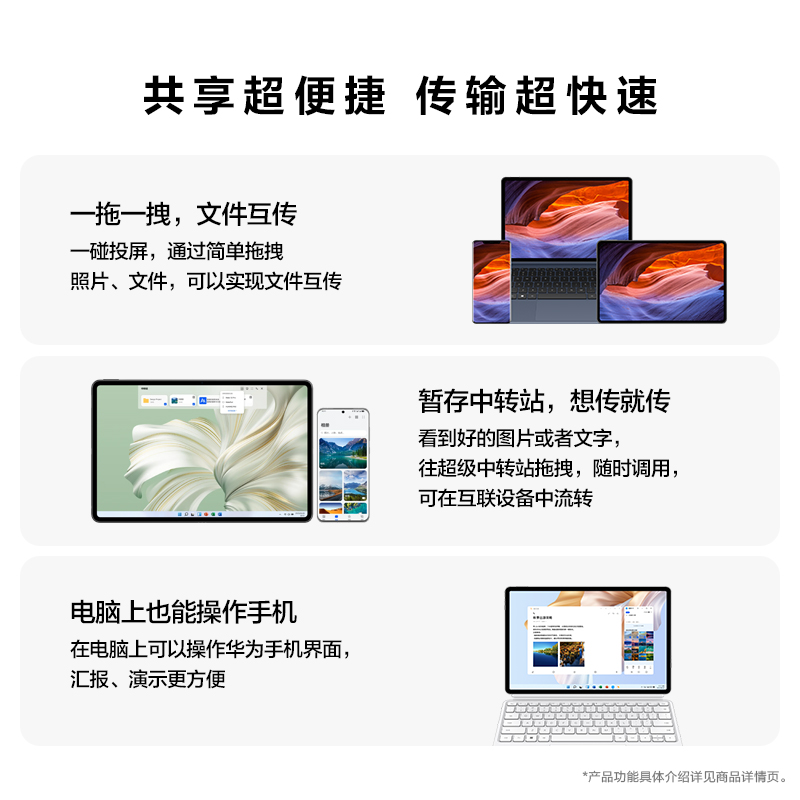 共享超便捷 传输超快速
一拖一拽，文件互传
一碰投屏，通过简单拖拽
照片、文件，可以实现文件互传
暂存中转站，想传就传
看到好的图片或者文字，
往超级中转站拖拽，随时调用，
可在互联设备中流转
电脑上也能操作手机
在电脑上可以操作华为手机界面，
汇报、演示更方便
*产品功能具体介绍详见商品详情页。